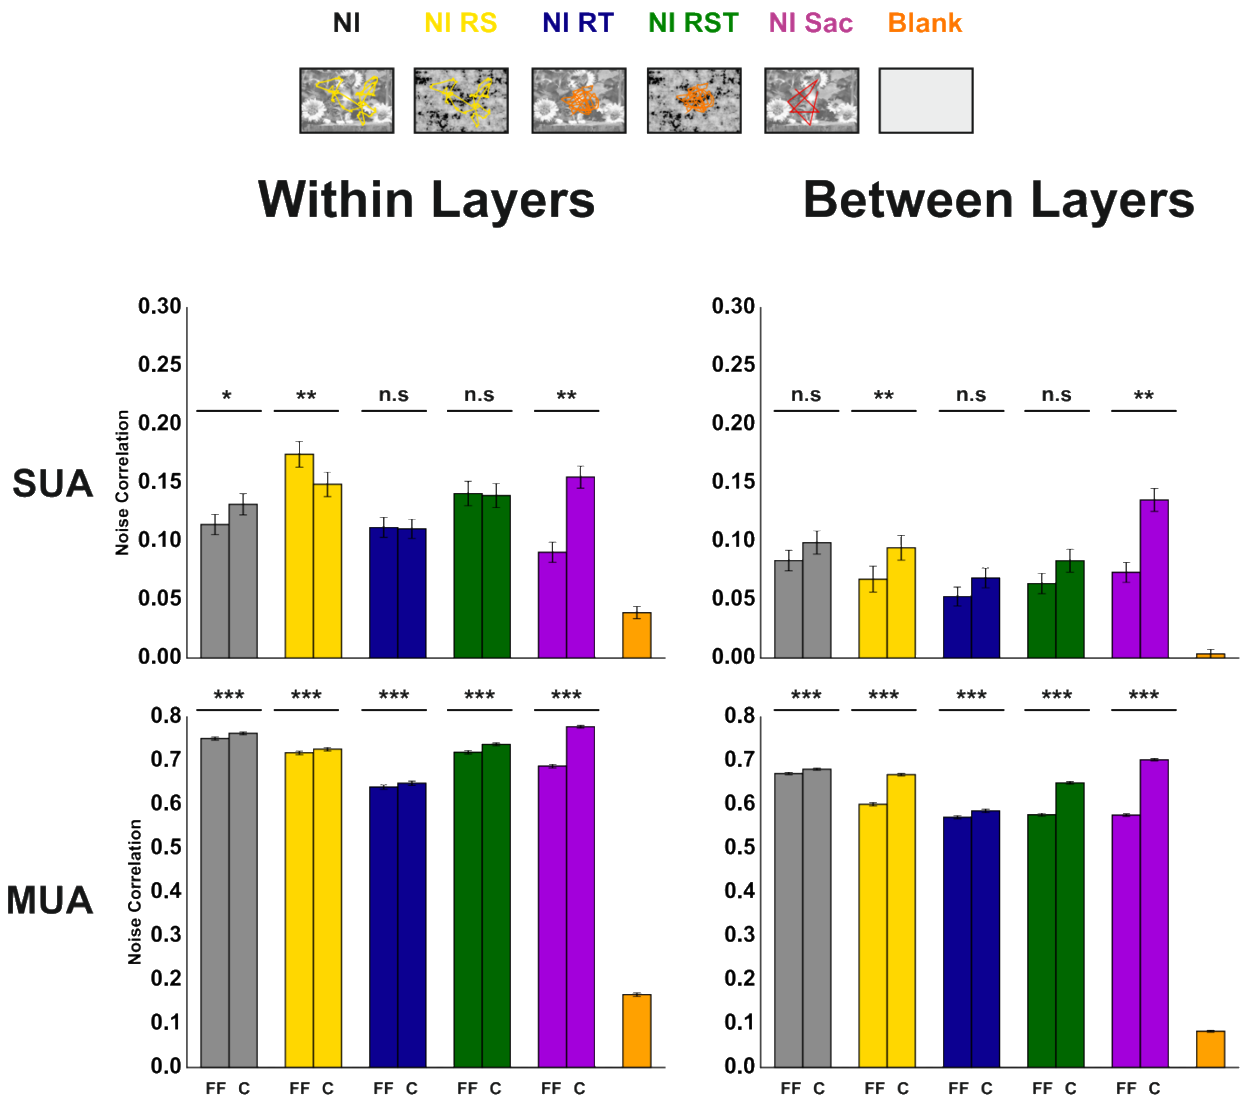 NI NI RS NI RT NI RST NI Sac Blank
Within Layers Between Layers
SUA
Noise Correlation
0.30
0.25
0.20
0.15
0.10
0.05
0.00
* ** n.s n.s **
0.30
0.25
0.20
0.15
0.10
0.05
0.00
n.s ** n.s n.s **
MUA
Noise Correlation
0.8
0.7
0.6
0.5
0.4
0.3
0.2
0.1
0.0
*** *** *** *** ***
FF C FF C FF C FF C FF C
0.8
0.7
0.6
0.5
0.4
0.3
0.2
0.1
0.0
*** *** *** *** ***
FF C FF C FF C FF C FF C